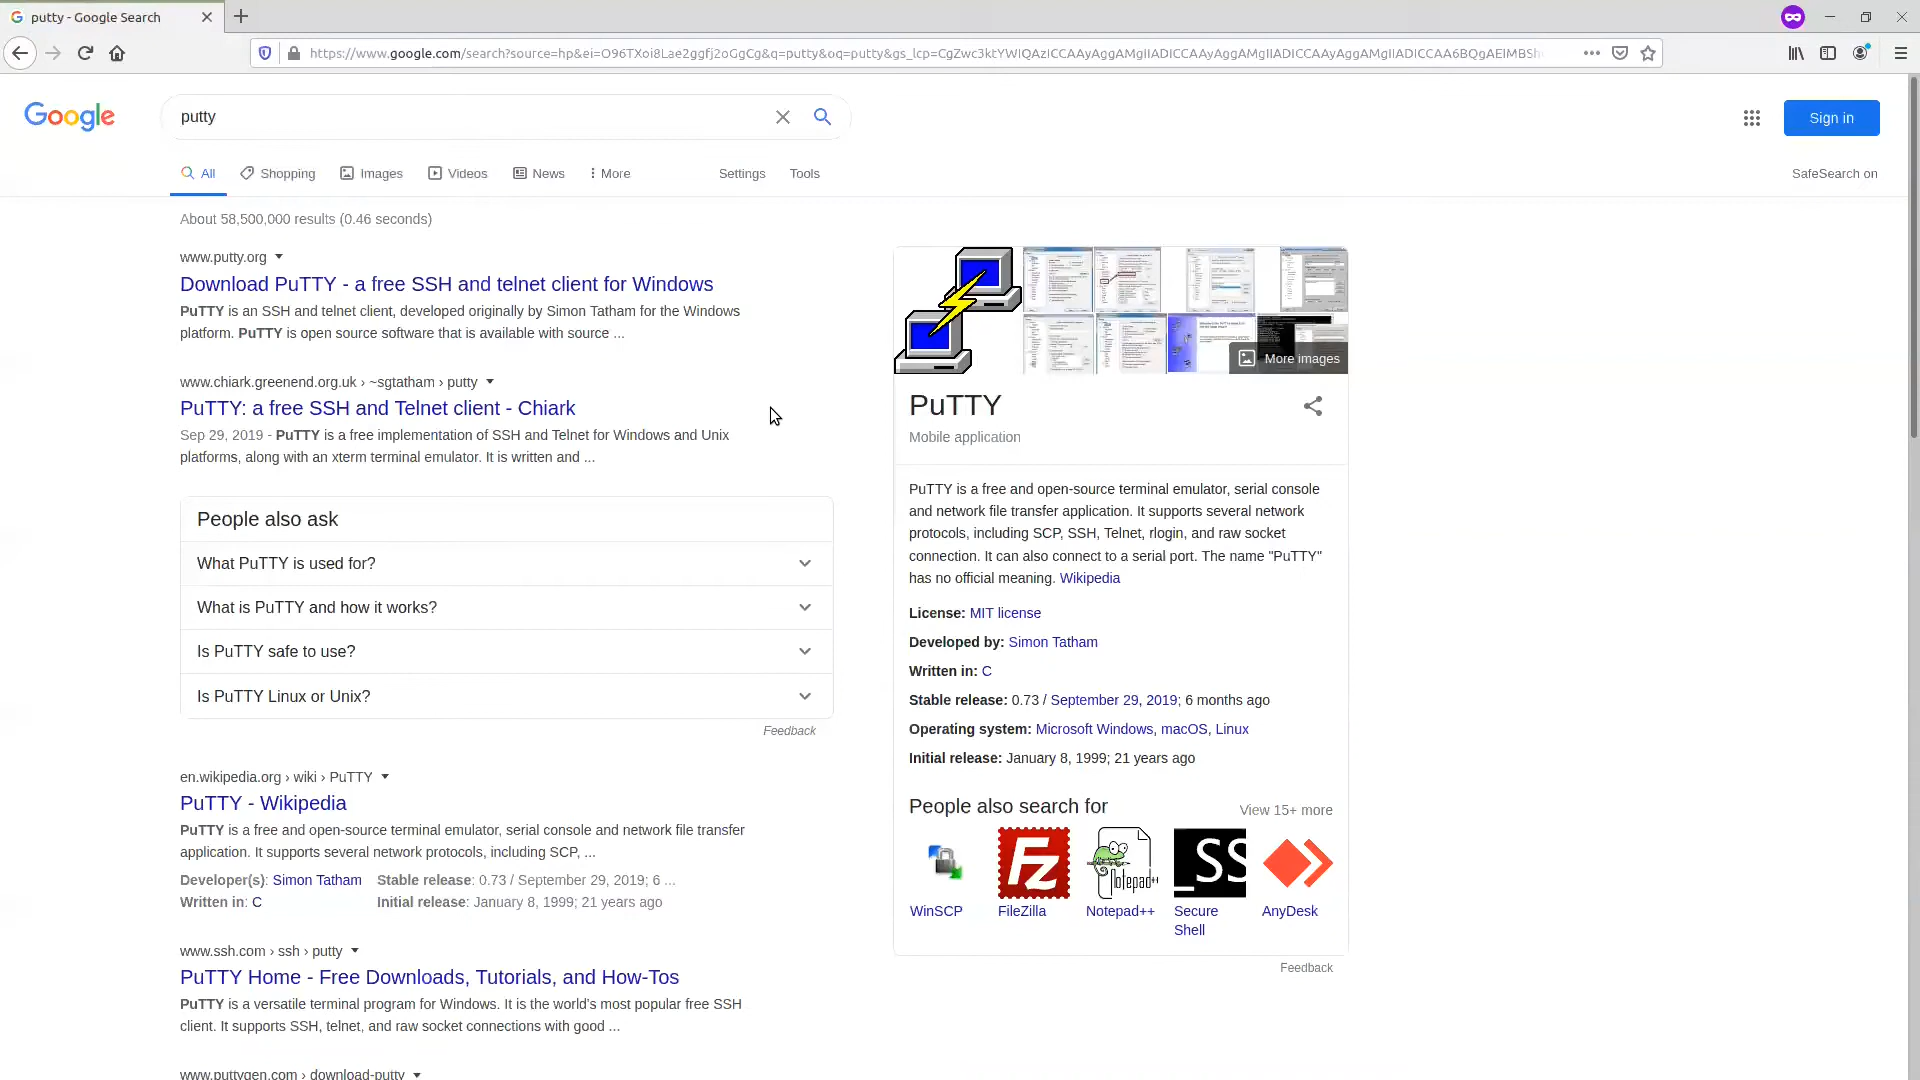 putty - Google Search
https://www.google.com/search?source=hp&ei=O96TXoi8Lae2ggfj2oGgCg&q=putty&oq=putty&gs_lcp=
Google
putty
Sign in
All
Shopping
Images
Videos
News
More
Settings
Tools
SafeSearch on
About 58,500,000 results (0.46 seconds)
www.putty.org
Download PuTTY - a free SSH and telnet client for Windows
PuTTY is an SSH and telnet client, developed originally by Simon Tatham for the Windows
platform. PuTTY is open source software that is available with source ...
www.chiark.greenend.org.uk › ~sgtatham › putty
PuTTY: a free SSH and Telnet client - Chiark
Sep 29, 2019 - PuTTY is a free implementation of SSH and Telnet for Windows and Unix
platforms, along with an xterm terminal emulator. It is written and ...
People also ask
What PuTTY is used for?
What is PuTTY and how it works?
Is PuTTY safe to use?
Is PuTTY Linux or Unix?
Feedback
en.wikipedia.org › wiki › PuTTY
PuTTY - Wikipedia
PuTTY is a free and open-source terminal emulator, serial console and network file transfer
application. It supports several network protocols, including SCP, ...
Developer(s): Simon Tatham Stable release: 0.73 / September 29, 2019; 6 ...
Written in: C Initial release: January 8, 1999; 21 years ago
www.ssh.com › ssh › putty
PuTTY Home - Free Downloads, Tutorials, and How-Tos
PuTTY is a versatile terminal program for Windows. It is the world's most popular free SSH
client. It supports SSH, telnet, and raw socket connections with good ...
www.puttygen.com › download-putty
More images
PuTTY
Mobile application
PuTTY is a free and open-source terminal emulator, serial console
and network file transfer application. It supports several network
protocols, including SCP, SSH, Telnet, rlogin, and raw socket
connection. It can also connect to a serial port. The name "PuTTY"
has no official meaning. Wikipedia
License: MIT license
Developed by: Simon Tatham
Written in: C
Stable release: 0.73 / September 29, 2019; 6 months ago
Operating system: Microsoft Windows, macOS, Linux
Initial release: January 8, 1999; 21 years ago
People also search for
View 15+ more
Fz
Notepad++
_SS
WinSCP
FileZilla
Notepad++
Secure
Shell
AnyDesk
Feedback